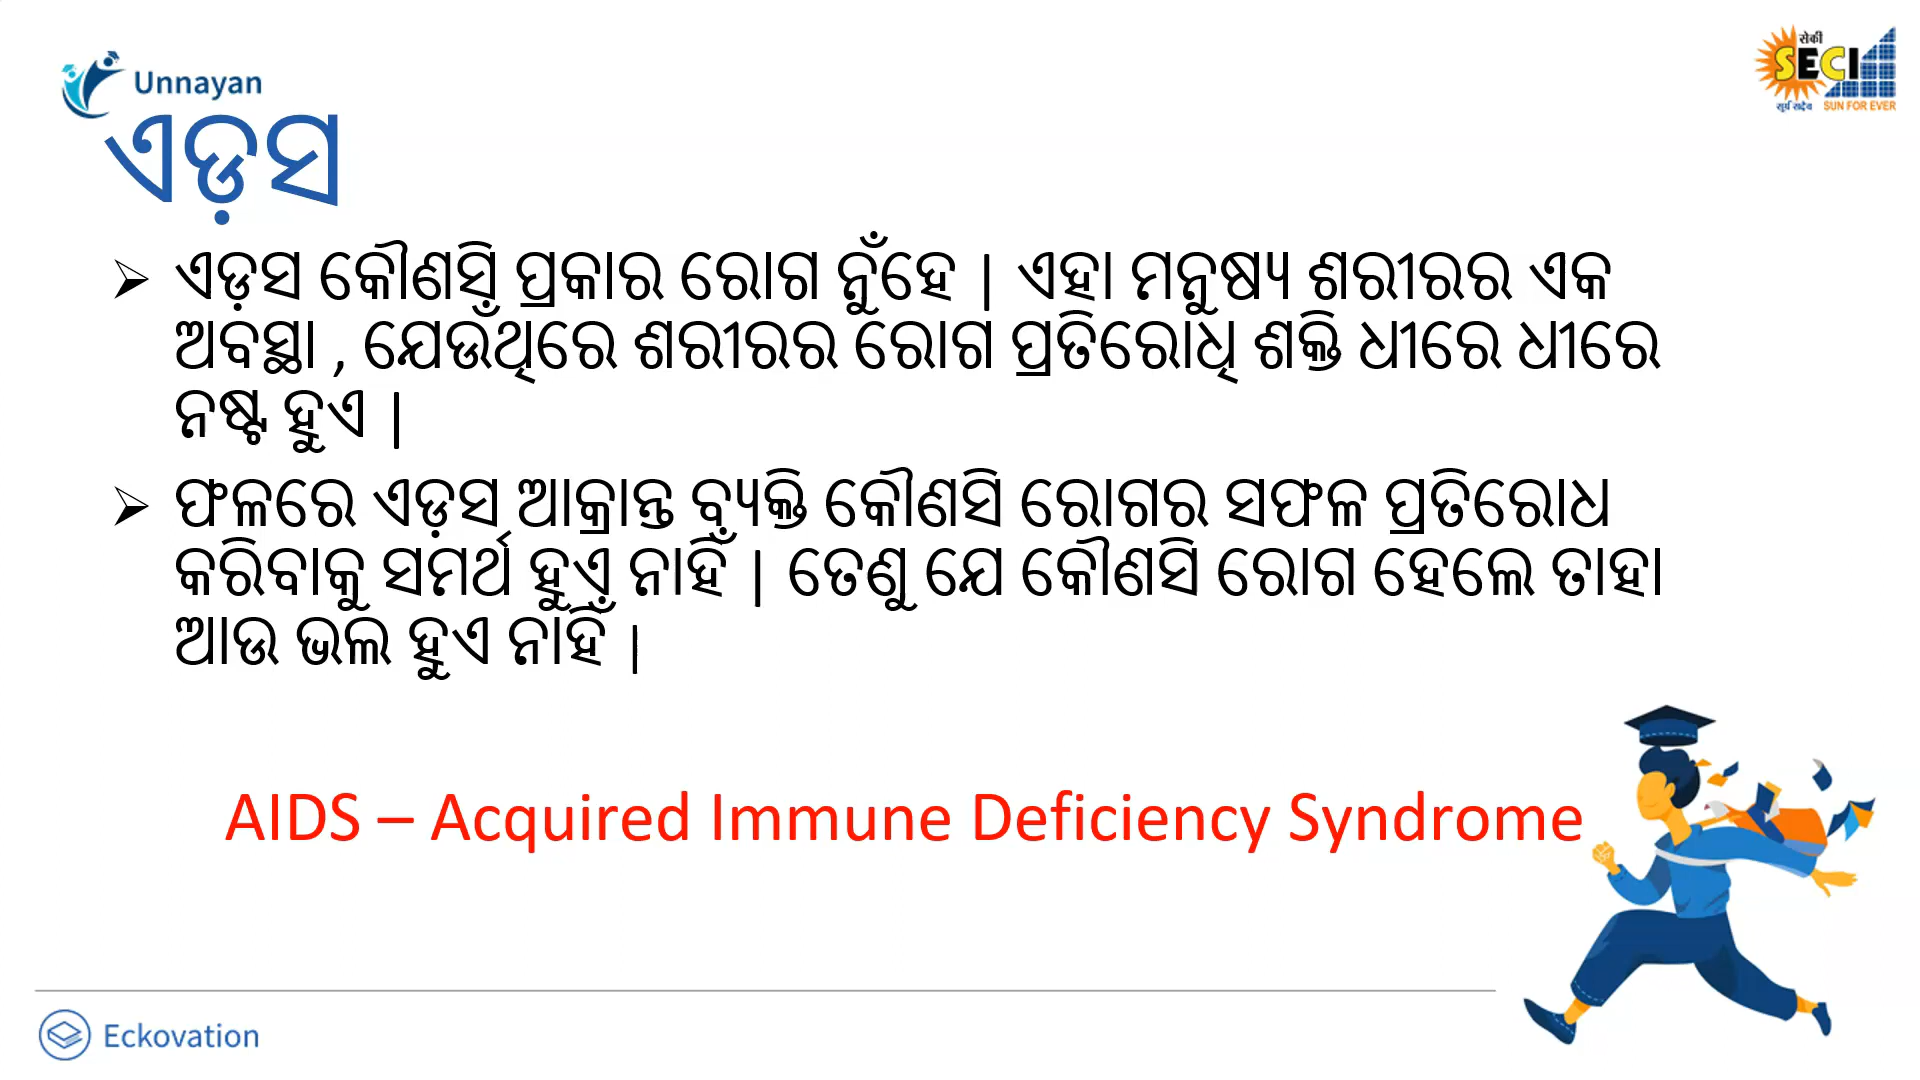 Unnayan
सेकी
SECI
सूर्य सदैव SUN FOR EVER
ଏଡ଼ସ
➢ ଏଡ଼ସ କୌଣସି଼ ପ୍ରକାର ରୋଗ ନୁଁହେ | ଏହା ମନୁଷ୍ୟ ଶରୀରର ଏକ
ଅବସ୍ଥା , ଯେଉଁଥିରେ ଶରୀରର ରୋଗ ପ୍ରତିରୋଧି ଶକ୍ତି ଧୀରେ ଧୀରେ
ନଷ୍ଟ ହୁଏ |
➢ ଫଳରେ ଏଡ଼ସ ଆକ୍ରାନ୍ତ ବ୍ୟକ୍ତି କୌଣସି ରୋଗର ସଫଳ ପ୍ରତିରୋଧ
କରିବାକୁ ସମର୍ଥ ହୁଏ଼ ନାହିଁ | ତେଣୁ ଯେ କୌଣସି ରୋଗ ହେଲେ ତାହା
ଆଉ ଭଲ ହୁଏ ନାହିଁ |
AIDS – Acquired Immune Deficiency Syndrome
Eckovation